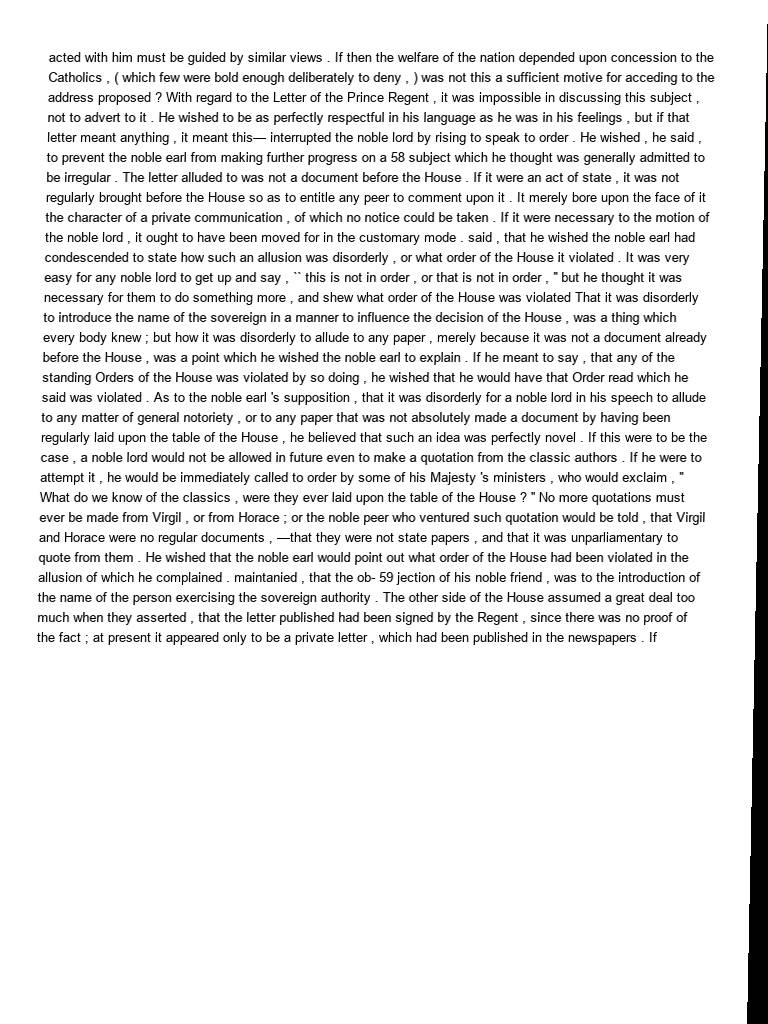 acted with him must be guided by similar views . If then the welfare of the nation depended upon concession to the
Catholics , ( which few were bold enough deliberately to deny , ) was not this a sufficient motive for acceding to the
address proposed ? With regard to the Letter of the Prince Regent , it was impossible in discussing this subject ,
not to advert to it . He wished to be as perfectly respectful in his language as he was in his feelings , but if that
letter meant anything , it meant this— interrupted the noble lord by rising to speak to order . He wished , he said ,
to prevent the noble earl from making further progress on a 58 subject which he thought was generally admitted to
be irregular . The letter alluded to was not a document before the House . If it were an act of state , it was not
regularly brought before the House so as to entitle any peer to comment upon it . It merely bore upon the face of it
the character of a private communication , of which no notice could be taken . If it were necessary to the motion of
the noble lord , it ought to have been moved for in the customary mode . said , that he wished the noble earl had
condescended to state how such an allusion was disorderly , or what order of the House it violated . It was very
easy for any noble lord to get up and say , `` this is not in order , or that is not in order , " but he thought it was
necessary for them to do something more , and shew what order of the House was violated That it was disorderly
to introduce the name of the sovereign in a manner to influence the decision of the House , was a thing which
every body knew ; but how it was disorderly to allude to any paper , merely because it was not a document already
before the House , was a point which he wished the noble earl to explain . If he meant to say , that any of the
standing Orders of the House was violated by so doing , he wished that he would have that Order read which he
said was violated . As to the noble earl 's supposition , that it was disorderly for a noble lord in his speech to allude
to any matter of general notoriety , or to any paper that was not absolutely made a document by having been
regularly laid upon the table of the House , he believed that such an idea was perfectly novel . If this were to be the
case , a noble lord would not be allowed in future even to make a quotation from the classic authors . If he were to
attempt it , he would be immediately called to order by some of his Majesty 's ministers , who would exclaim , "
What do we know of the classics , were they ever laid upon the table of the House ? " No more quotations must
ever be made from Virgil , or from Horace ; or the noble peer who ventured such quotation would be told , that Virgil
and Horace were no regular documents , —that they were not state papers , and that it was unparliamentary to
quote from them . He wished that the noble earl would point out what order of the House had been violated in the
allusion of which he complained . maintanied , that the ob- 59 jection of his noble friend , was to the introduction of
the name of the person exercising the sovereign authority . The other side of the House assumed a great deal too
much when they asserted , that the letter published had been signed by the Regent , since there was no proof of
the fact ; at present it appeared only to be a private letter , which had been published in the newspapers . If